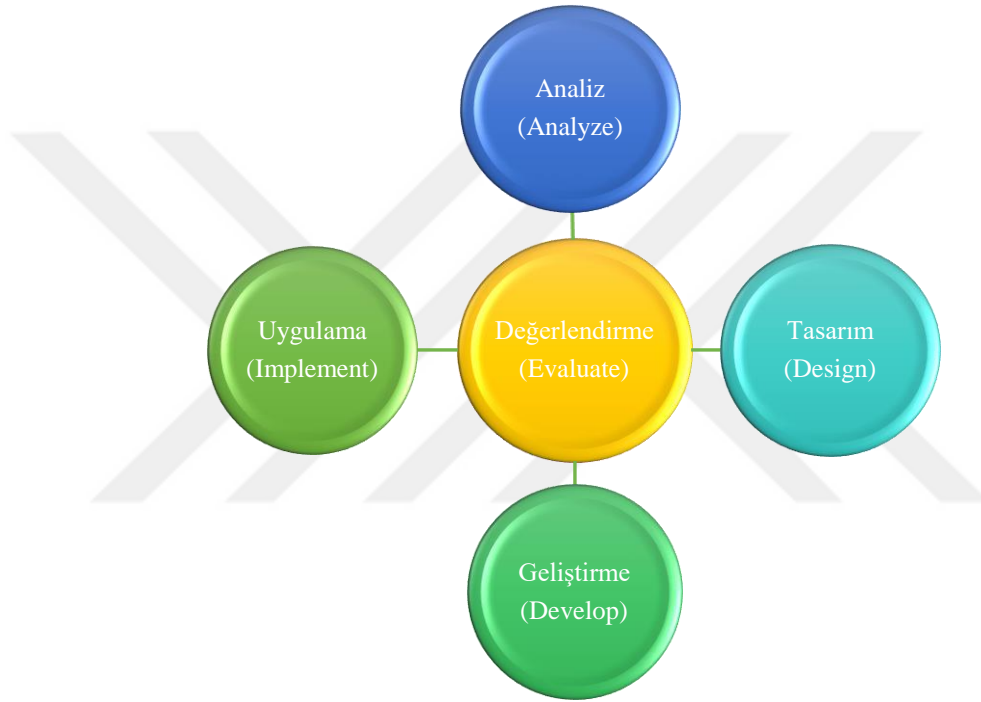 Analiz
(Analyze)
Uygulama
(Implement)
Değerlendirme
(Evaluate)
Tasarım
(Design)
Geliştirme
(Develop)